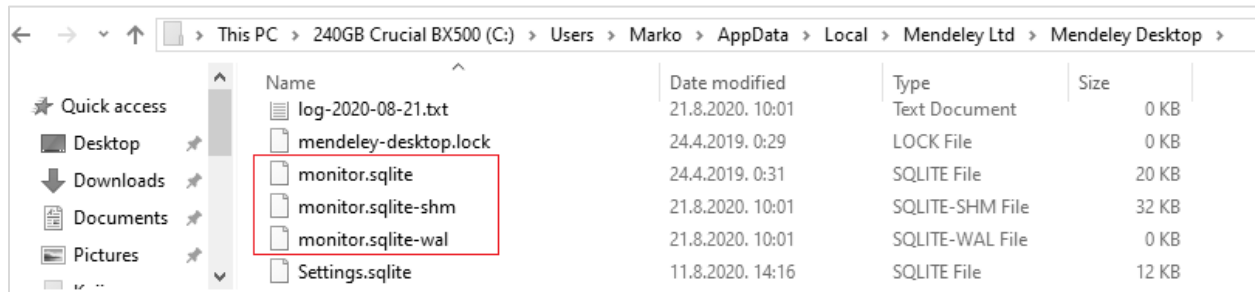 This PC > 240GB Crucial BX500 (C:) > Users > Marko > AppData > Local > Mendeley Ltd > Mendeley Desktop >
Name Date modified Type Size
Quick access
log-2020-08-21.txt 21.8.2020. 10:01 Text Document 0 KB
Desktop
mendeley-desktop.lock 24.4.2019. 0:29 LOCK File 0 KB
monitor.sqlite 24.4.2019. 0:31 SQLITE File 20 KB
Downloads
monitor.sqlite-shm 21.8.2020. 10:01 SQLITE-SHM File 32 KB
Documents
monitor.sqlite-wal 21.8.2020. 10:01 SQLITE-WAL File 0 KB
Pictures
Settings.sqlite 11.8.2020. 14:16 SQLITE File 12 KB